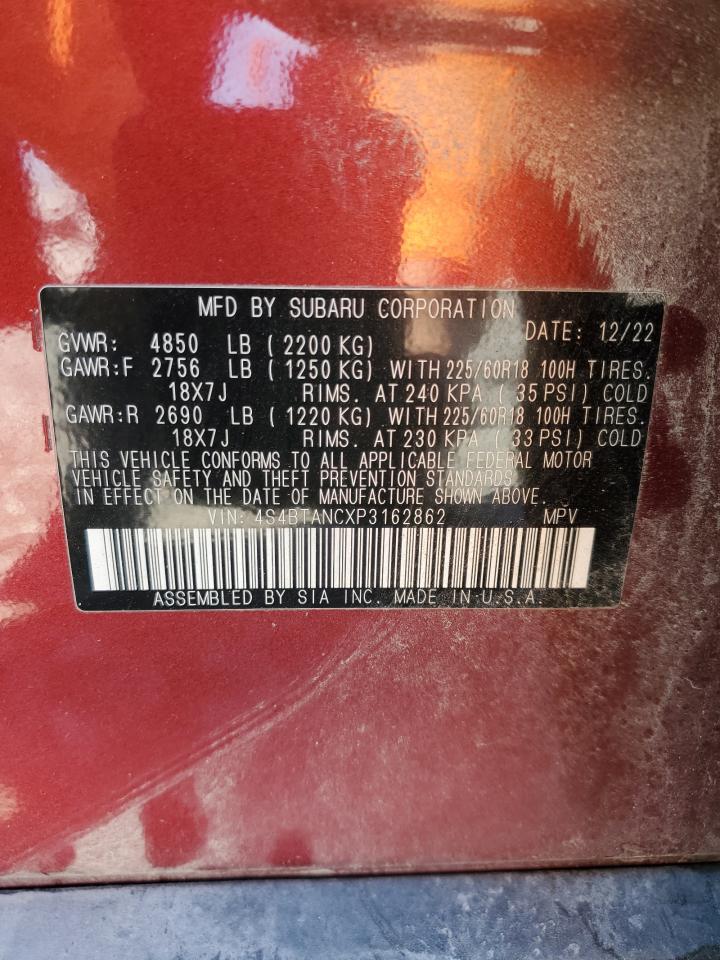 MFD BY SUBARU CORPORATION
DATE: 12/22
GVWR: 4850 LB ( 2200 KG)
GAWR:F 2756 LB ( 1250 KG) WITH 225/60R18 100H TIRES.
18X7J RIMS. AT 240 KPA ( 35 PSI) COLD
GAWR:R 2690 LB ( 1220 KG) WITH 225/60R18 100H TIRES.
18X7J RIMS. AT 230 KPA ( 33 PSI) COLD
THIS VEHICLE CONFORMS TO ALL APPLICABLE FEDERAL MOTOR
VEHICLE SAFETY AND THEFT PREVENTION STANDARDS
IN EFFECT ON THE DATE OF MANUFACTURE SHOWN ABOVE.
VIN: 4S4BTANCXP3162862 MPV
ASSEMBLED BY SIA INC. MADE IN U.S.A.